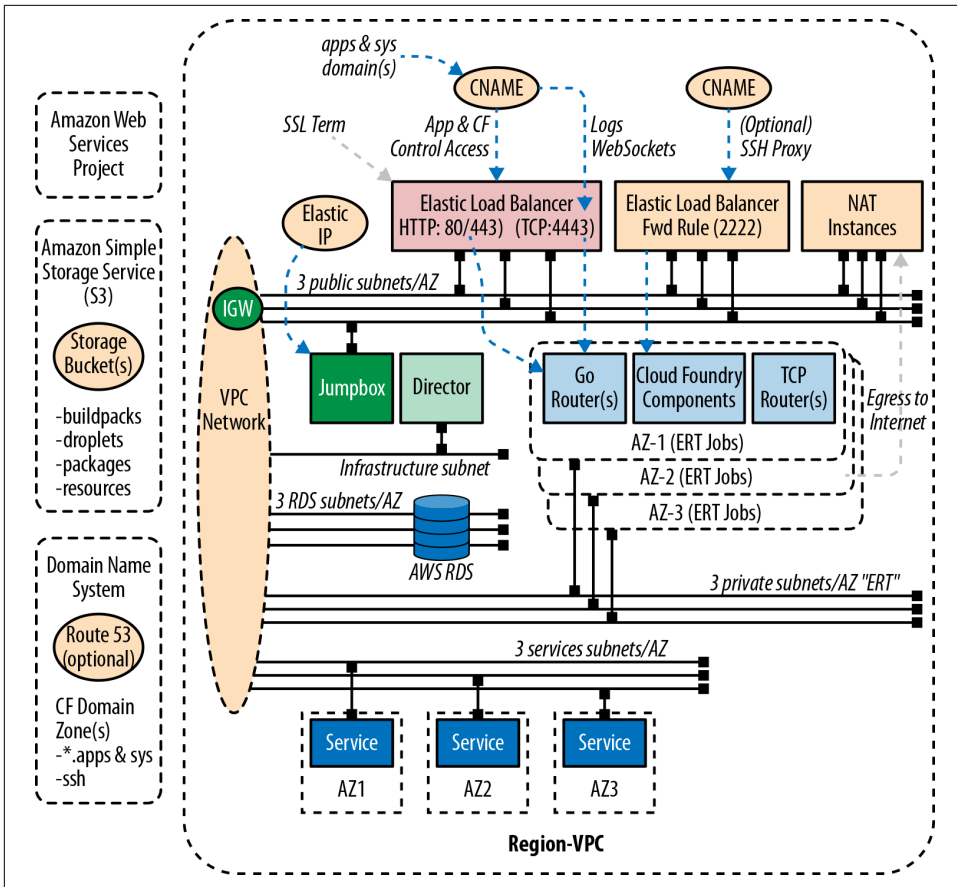 Amazon Web
Services
Project
Amazon Simple
Storage Service
(S3)
Storage
Bucket(s)
-buildpacks
-droplets
-packages
-resources
Domain Name
System
Route 53
(optional)
CF Domain
Zone(s)
-*.apps & sys
-ssh
apps & sys
domain(s)
CNAME
CNAME
SSL Term
App & CF
Control Access
Logs
WebSockets
(Optional)
SSH Proxy
Elastic
IP
Elastic Load Balancer
HTTP: 80/443) (TCP:4443)
Elastic Load Balancer
Fwd Rule (2222)
NAT
Instances
3 public subnets/AZ
IGW
VPC
Network
Jumpbox
Director
Go
Router(s)
Cloud Foundry
Components
TCP
Router(s)
Egress to
Internet
AZ-1 (ERT Jobs)
AZ-2 (ERT Jobs)
AZ-3 (ERT Jobs)
Infrastructure subnet
3 RDS subnets/AZ
AWS RDS
3 private subnets/AZ "ERT"
3 services subnets/AZ
Service
Service
Service
AZ1
AZ2
AZ3
Region-VPC